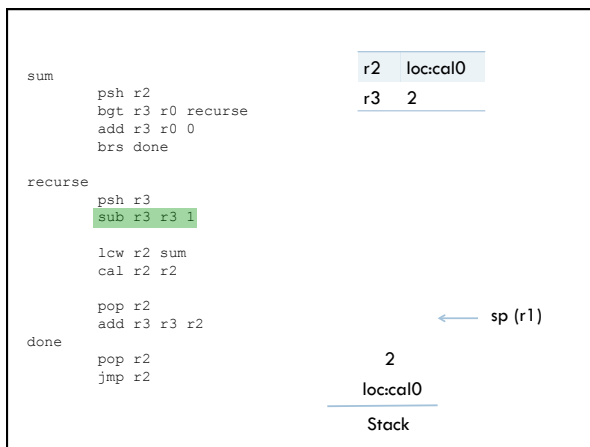 sum
psh r2
bgt r3 r0 recurse
add r3 r0 0
brs done
recurse
psh r3
sub r3 r3 1
lcw r2 sum
cal r2 r2
pop r2
add r3 r3 r2
done
pop r2
jmp r2
r2 loc:cal0
r3 2
sp (r1)
2
loc:cal0
Stack